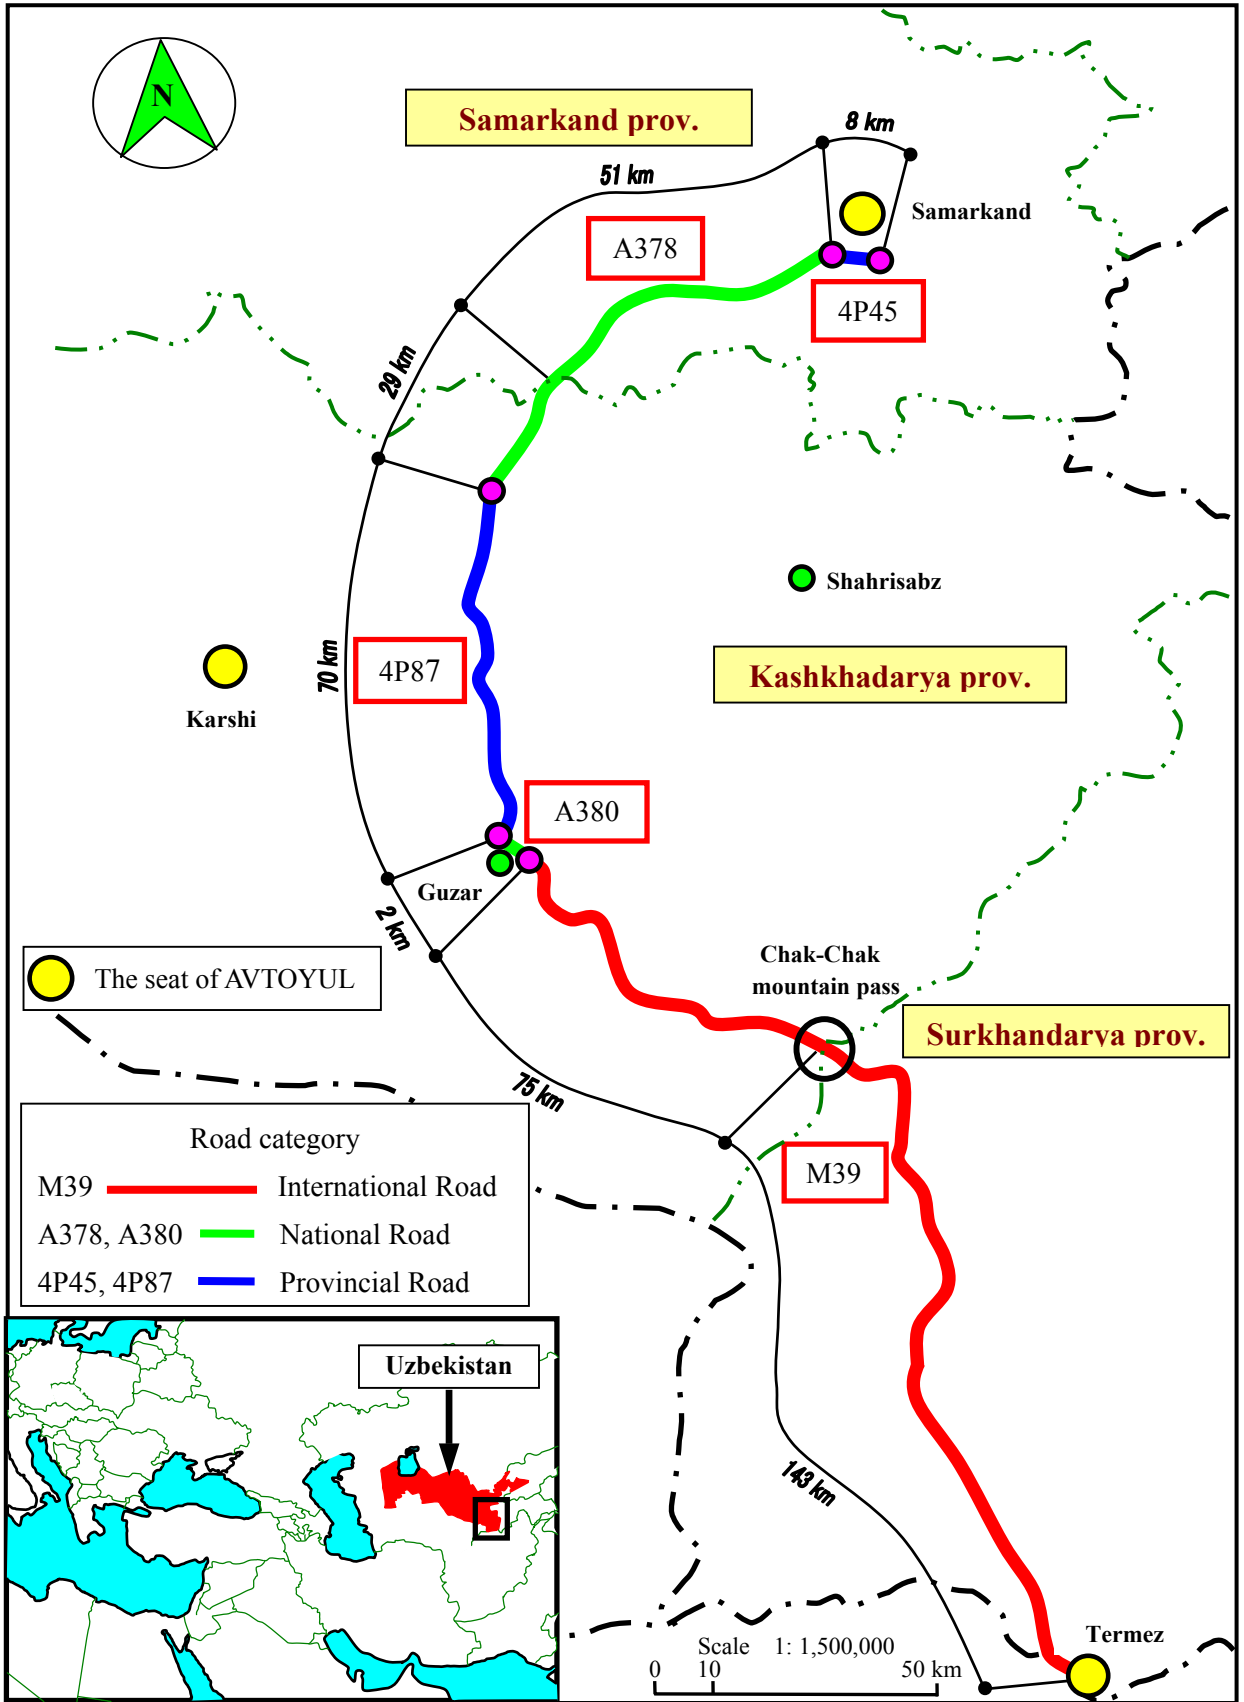 N
Samarkand prov.
8 km
51 km
Samarkand
A378
4P45
29 km
Shahrisabz
70 km
4P87
Kashkhadarya prov.
Karshi
A380
Guzar
2 km
Chak-Chak
mountain pass
The seat of AVTOYUL
Surkhandarya prov.
75 km
Road category
M39
M39 International Road
A378, A380 National Road
4P45, 4P87 Provincial Road
Uzbekistan
143 km
Termez
Scale 1: 1,500,000
0 10 50 km